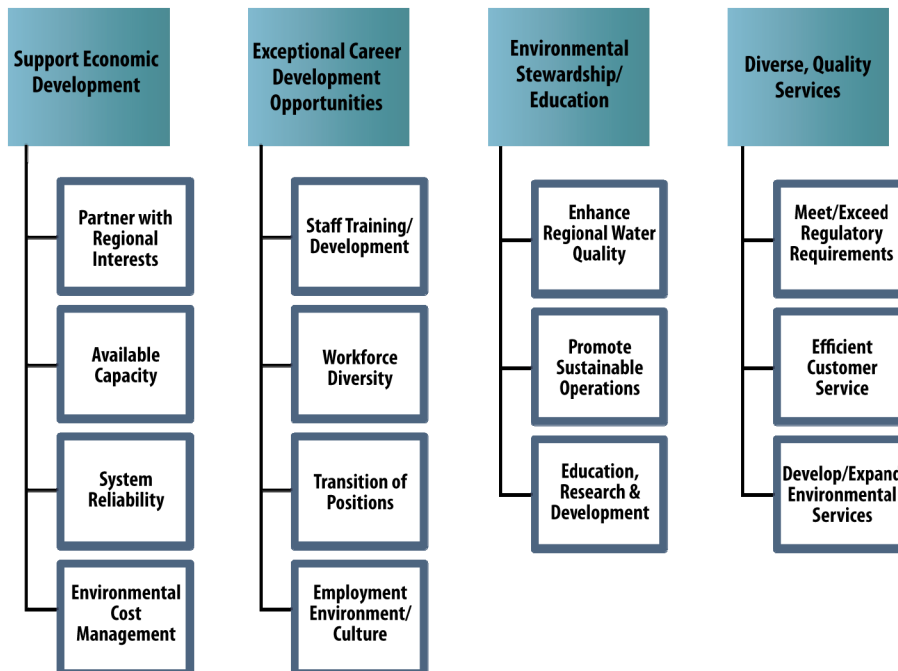 Support Economic
Development
Partner with
Regional
Interests
Available
Capacity
System
Reliability
Environmental
Cost
Management
Exceptional Career
Development
Opportunities
Staff Training/
Development
Workforce
Diversity
Transition of
Positions
Employment
Environment/
Culture
Environmental
Stewardship/
Education
Enhance
Regional Water
Quality
Promote
Sustainable
Operations
Education,
Research &
Development
Diverse, Quality
Services
Meet/Exceed
Regulatory
Requirements
Efficient
Customer
Service
Develop/Expand
Environmental
Services